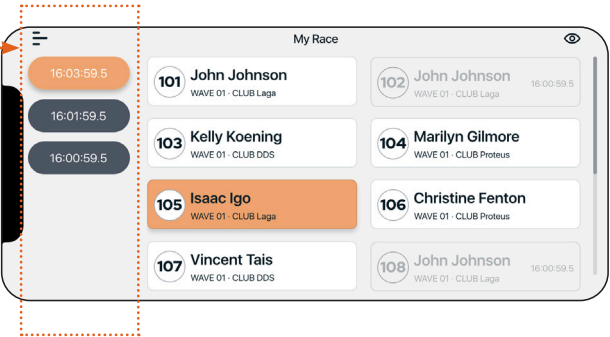 My Race
16:03:59.5
16:01:59.5
16:00:59.5
101 John Johnson
WAVE 01 · CLUB Laga
102 John Johnson 16:00:59.5
WAVE 01 · CLUB Laga
103 Kelly Koening
WAVE 01 · CLUB DDS
104 Marilyn Gilmore
WAVE 01 · CLUB Proteus
105 Isaac Igo
WAVE 01 · CLUB Laga
106 Christine Fenton
WAVE 01 · CLUB Proteus
107 Vincent Tais
WAVE 01 · CLUB DDS
108 John Johnson 16:00:59.5
WAVE 01 · CLUB Laga